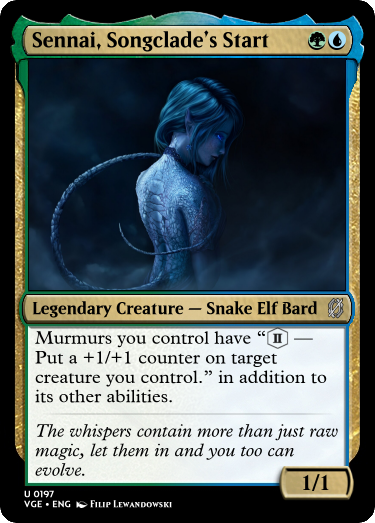 Sennai, Songclade's Start
Legendary Creature — Snake Elf Bard
Murmurs you control have “II —
Put a +1/+1 counter on target
creature you control.” in addition to
its other abilities.
The whispers contain more than just raw
magic, let them in and you too can
evolve.
1/1
U 0197
VGE • ENG Filip Lewandowski